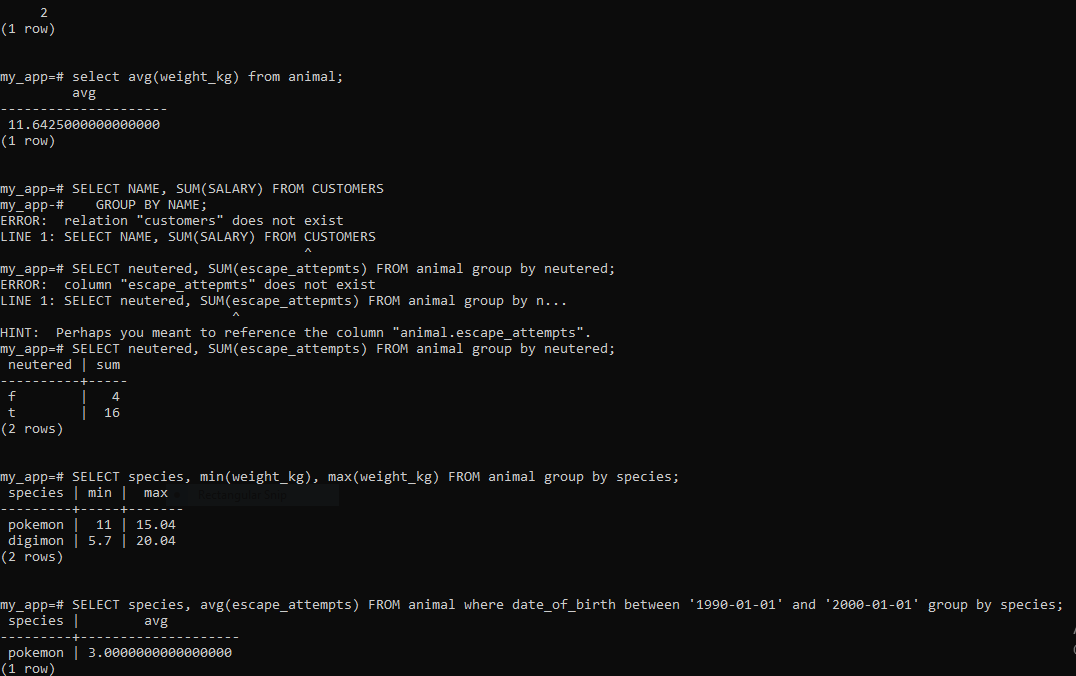 2
(1 row)
my_app=# select avg(weight_kg) from animal;
avg
---------------------
11.6425000000000000
(1 row)
my_app=# SELECT NAME, SUM(SALARY) FROM CUSTOMERS
my_app-#    GROUP BY NAME;
ERROR:  relation "customers" does not exist
LINE 1: SELECT NAME, SUM(SALARY) FROM CUSTOMERS
^
my_app=# SELECT neutered, SUM(escape_attepmts) FROM animal group by neutered;
ERROR:  column "escape_attepmts" does not exist
LINE 1: SELECT neutered, SUM(escape_attepmts) FROM animal group by n...
^
HINT:  Perhaps you meant to reference the column "animal.escape_attempts".
my_app=# SELECT neutered, SUM(escape_attempts) FROM animal group by neutered;
neutered | sum
----------+-----
f        |   4
t        |  16
(2 rows)
my_app=# SELECT species, min(weight_kg), max(weight_kg) FROM animal group by species;
species | min |  max
---------+-----+-------
pokemon |  11 | 15.04
digimon | 5.7 | 20.04
(2 rows)
my_app=# SELECT species, avg(escape_attempts) FROM animal where date_of_birth between '1990-01-01' and '2000-01-01' group by species;
species |        avg
---------+--------------------
pokemon | 3.0000000000000000
(1 row)